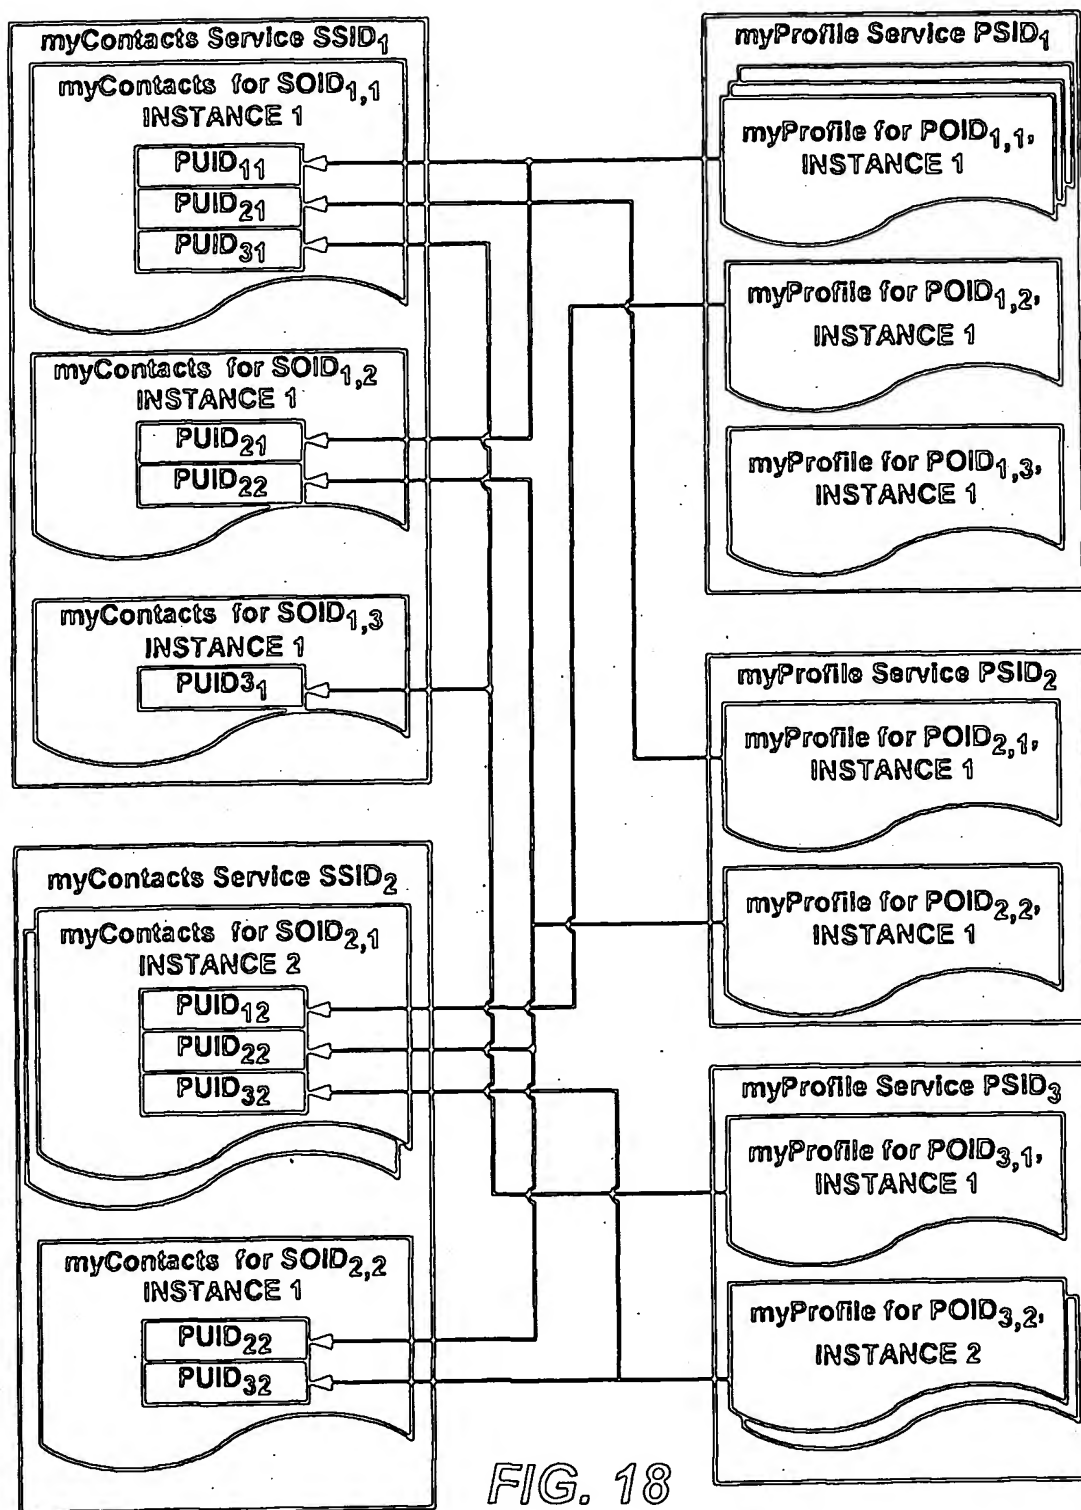 myContacts Service SSID1
myContacts for SOID1,1
INSTANCE 1
PUID11
PUID21
PUID31
myContacts for SOID1,2
INSTANCE 1
PUID21
PUID22
myContacts for SOID1,3
INSTANCE 1
PUID31
myContacts Service SSID2
myContacts for SOID2,1
INSTANCE 2
PUID12
PUID22
PUID32
myContacts for SOID2,2
INSTANCE 1
PUID22
PUID32
myProfile Service PSID1
myProfile for POID1,1,
INSTANCE 1
myProfile for POID1,2,
INSTANCE 1
myProfile for POID1,3,
INSTANCE 1
myProfile Service PSID2
myProfile for POID2,1,
INSTANCE 1
myProfile for POID2,2,
INSTANCE 1
myProfile Service PSID3
myProfile for POID3,1,
INSTANCE 1
myProfile for POID3,2,
INSTANCE 2
FIG. 18